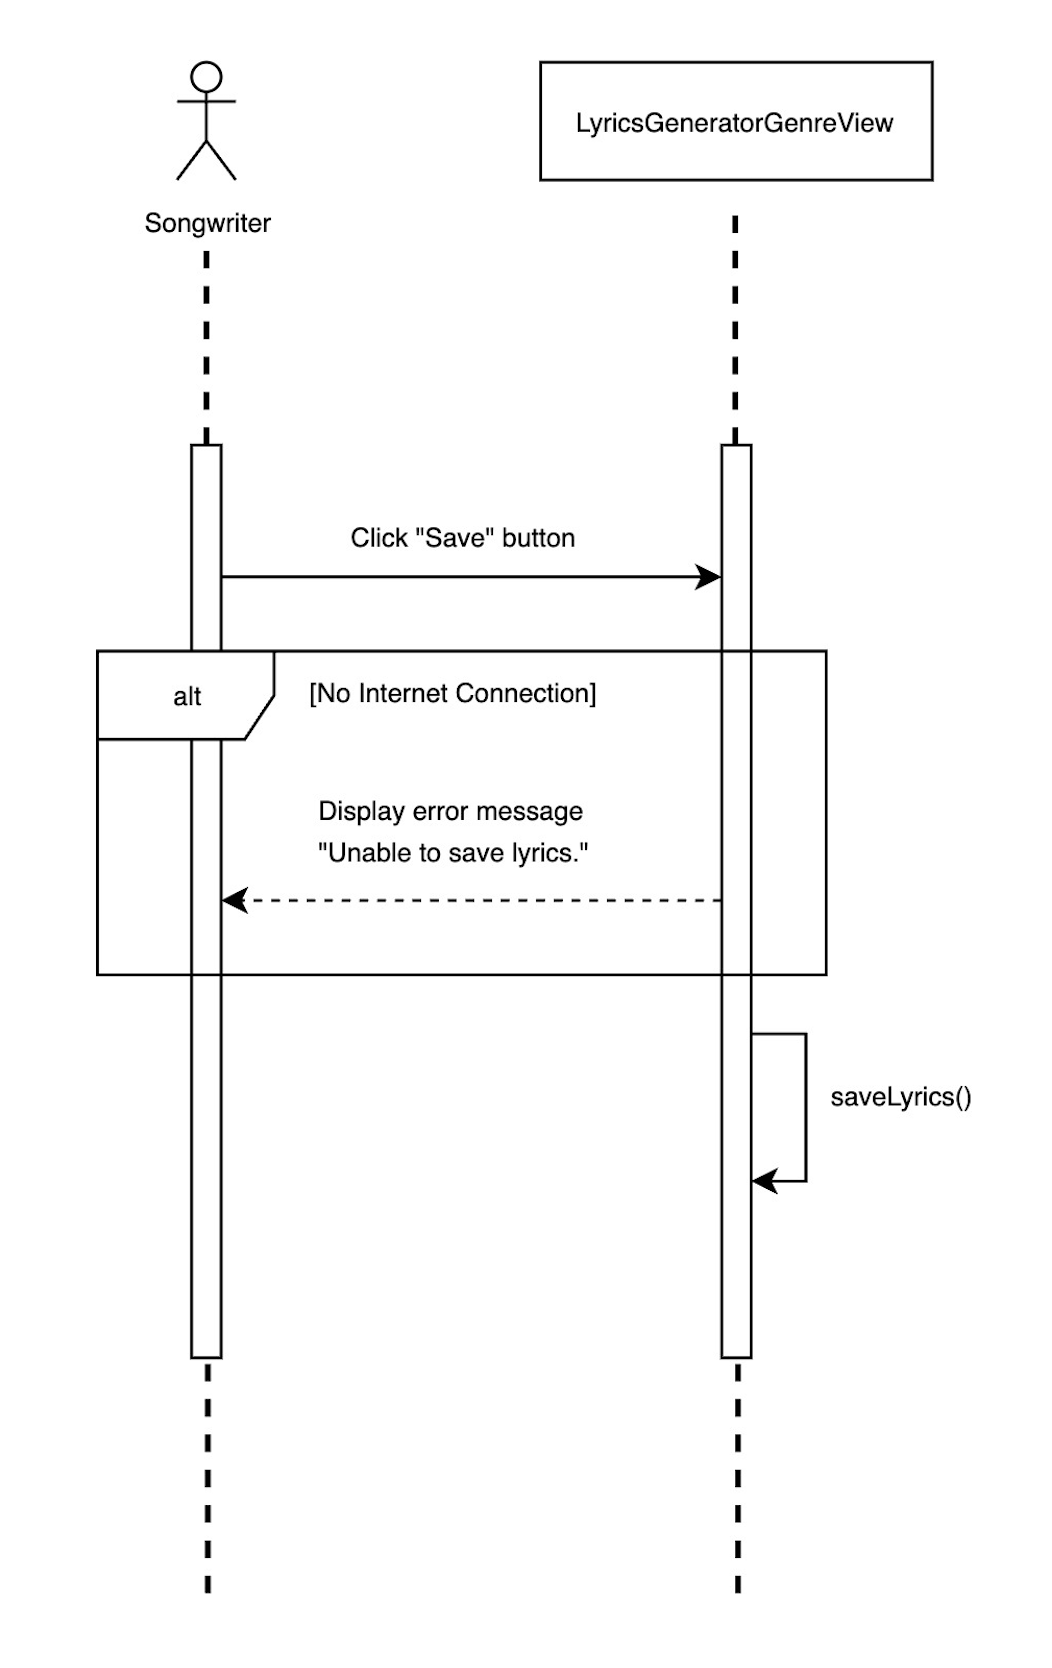 Songwriter
LyricsGeneratorGenreView
Click "Save" button
alt
[No Internet Connection]
Display error message
"Unable to save lyrics."
saveLyrics()